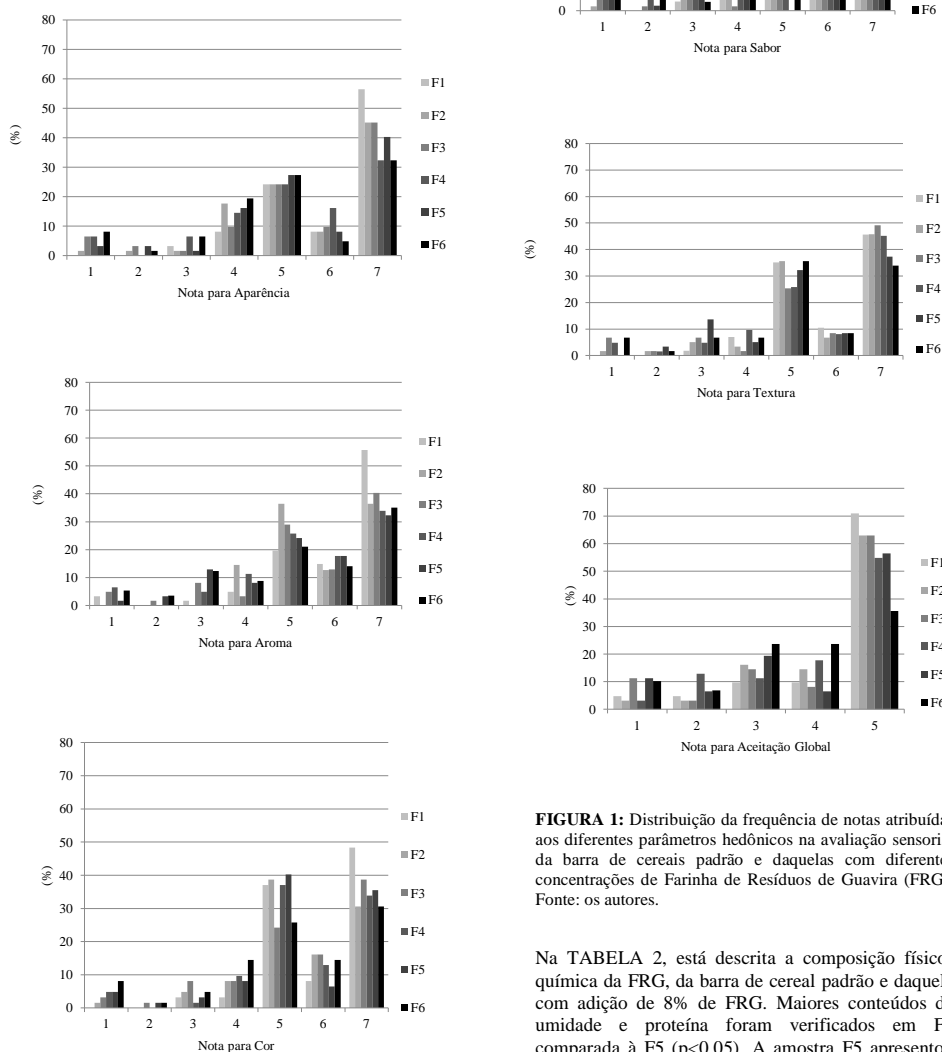 80
70
60
50
40
30
20
10
0
(%)
1 2 3 4 5 6 7
Nota para Aparência
F1
F2
F3
F4
F5
F6
80
70
60
50
40
30
20
10
0
(%)
1 2 3 4 5 6 7
Nota para Aroma
F1
F2
F3
F4
F5
F6
80
70
60
50
40
30
20
10
0
(%)
1 2 3 4 5 6 7
Nota para Cor
F1
F2
F3
F4
F5
F6
0
1 2 3 4 5 6 7
Nota para Sabor
F6
80
70
60
50
40
30
20
10
0
(%)
1 2 3 4 5 6 7
Nota para Textura
F1
F2
F3
F4
F5
F6
80
70
60
50
40
30
20
10
0
(%)
1 2 3 4 5
Nota para Aceitação Global
F1
F2
F3
F4
F5
F6
FIGURA 1: Distribuição da frequência de notas atribuída
aos diferentes parâmetros hedônicos na avaliação sensori
da barra de cereais padrão e daquelas com diferente
concentrações de Farinha de Resíduos de Guavira (FRG
Fonte: os autores.
Na TABELA 2, está descrita a composição físico
química da FRG, da barra de cereal padrão e daquel
com adição de 8% de FRG. Maiores conteúdos d
umidade e proteína foram verificados em F
comparada à F5 (p<0,05). A amostra F5 apresento